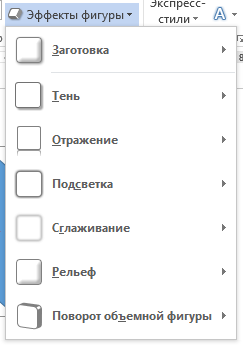 Эффекты фигуры
Экспресс-
стили
А
Заготовка
Тень
Отражение
Подсветка
Сглаживание
Рельеф
Поворот объемной фигуры